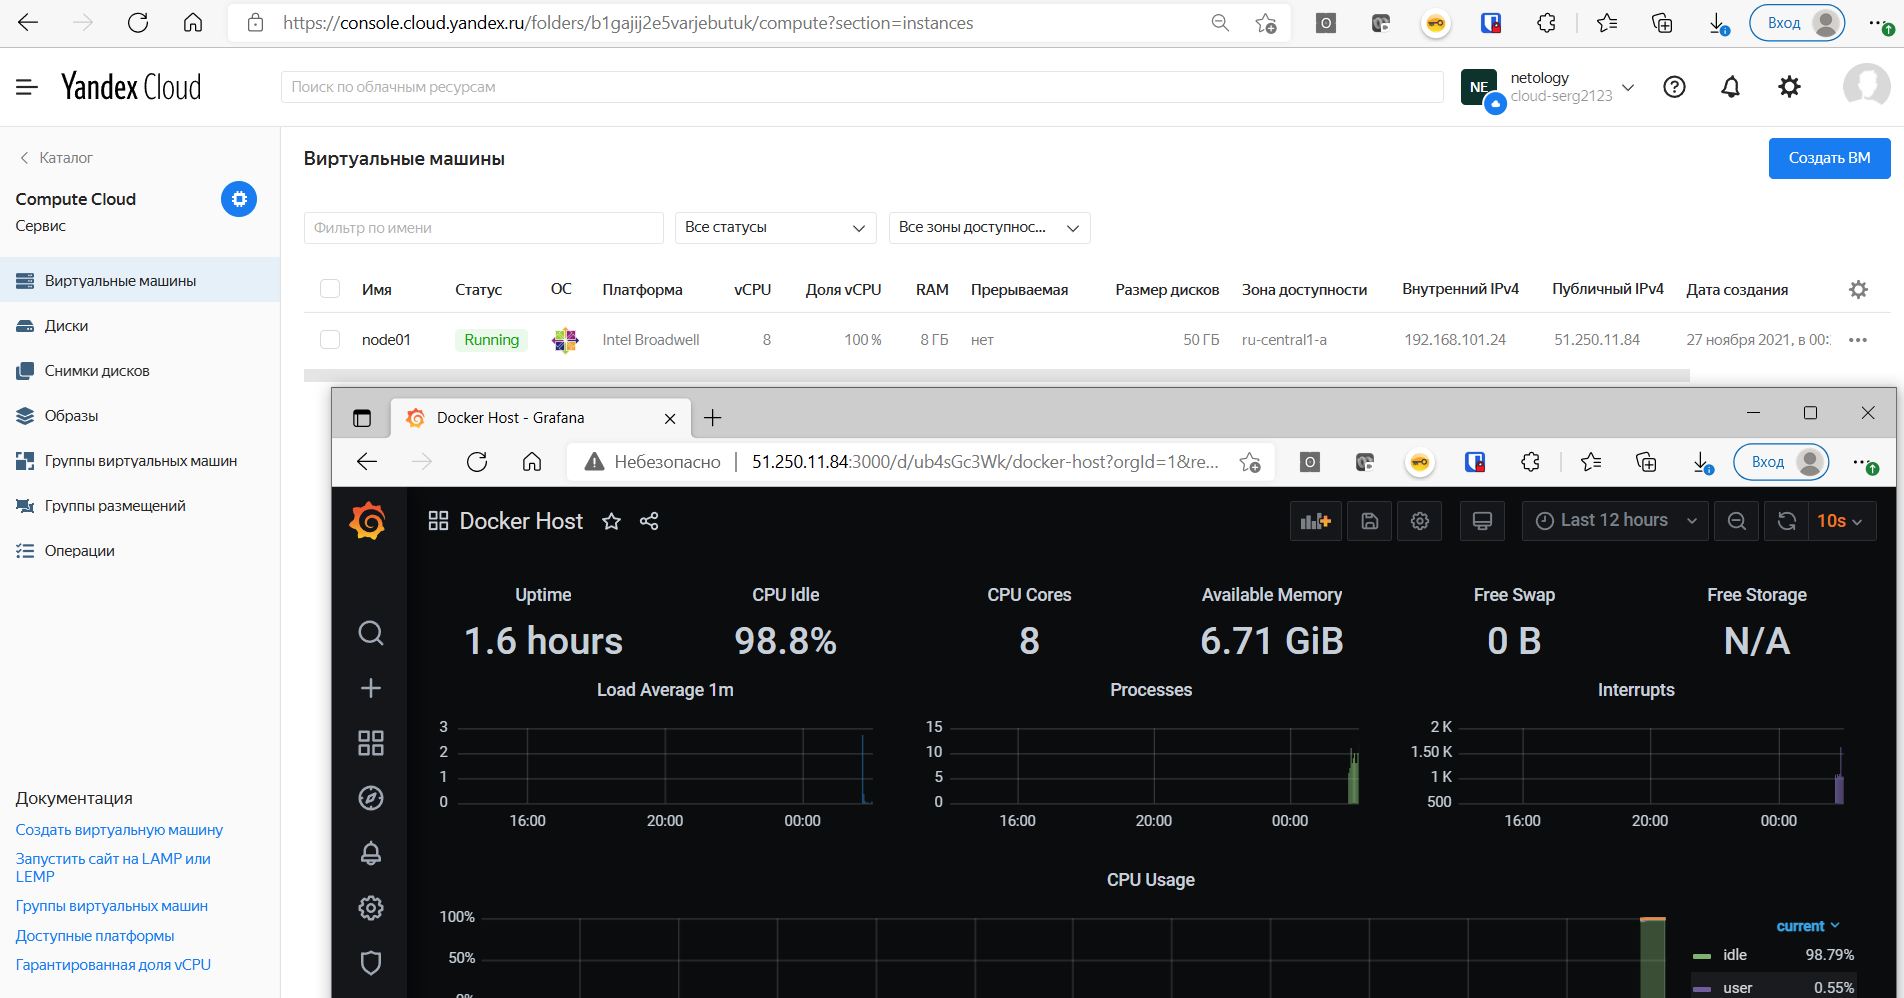 https://console.cloud.yandex.ru/folders/b1gajij2e5varjebutuk/compute?section=instances
Вход
Yandex Cloud
Поиск по облачным ресурсам
NE
netology
cloud-serg2123
Каталог
Compute Cloud
Сервис
Виртуальные машины
Диски
Снимки дисков
Образы
Группы виртуальных машин
Группы размещений
Операции
Документация
Создать виртуальную машину
Запустить сайт на LAMP или
LEMP
Группы виртуальных машин
Доступные платформы
Гарантированная доля vCPU
Виртуальные машины
Создать ВМ
Фильтр по имени
Все статусы
Все зоны доступнос...
Имя Статус ОС Платформа vCPU Доля vCPU RAM Прерываемая Размер дисков Зона доступности Внутренний IPv4 Публичный IPv4 Дата создания
node01 Running Intel Broadwell 8 100 % 8 ГБ нет 50 ГБ ru-central1-a 192.168.101.24 51.250.11.84 27 ноября 2021, в 00:
Docker Host - Grafana
Небезопасно
51.250.11.84:3000/d/ub4sGc3Wk/docker-host?orgId=1&re...
Вход
Docker Host
Last 12 hours
10s
Uptime
1.6 hours
CPU Idle
98.8%
CPU Cores
8
Available Memory
6.71 GiB
Free Swap
0 B
Free Storage
N/A
Load Average 1m
3
2
1
0
16:00 20:00 00:00
Processes
15
10
5
0
16:00 20:00 00:00
Interrupts
2 K
1.50 K
1 K
500
16:00 20:00 00:00
CPU Usage
100%
50%
0%
current
idle 98.79%
user 0.55%